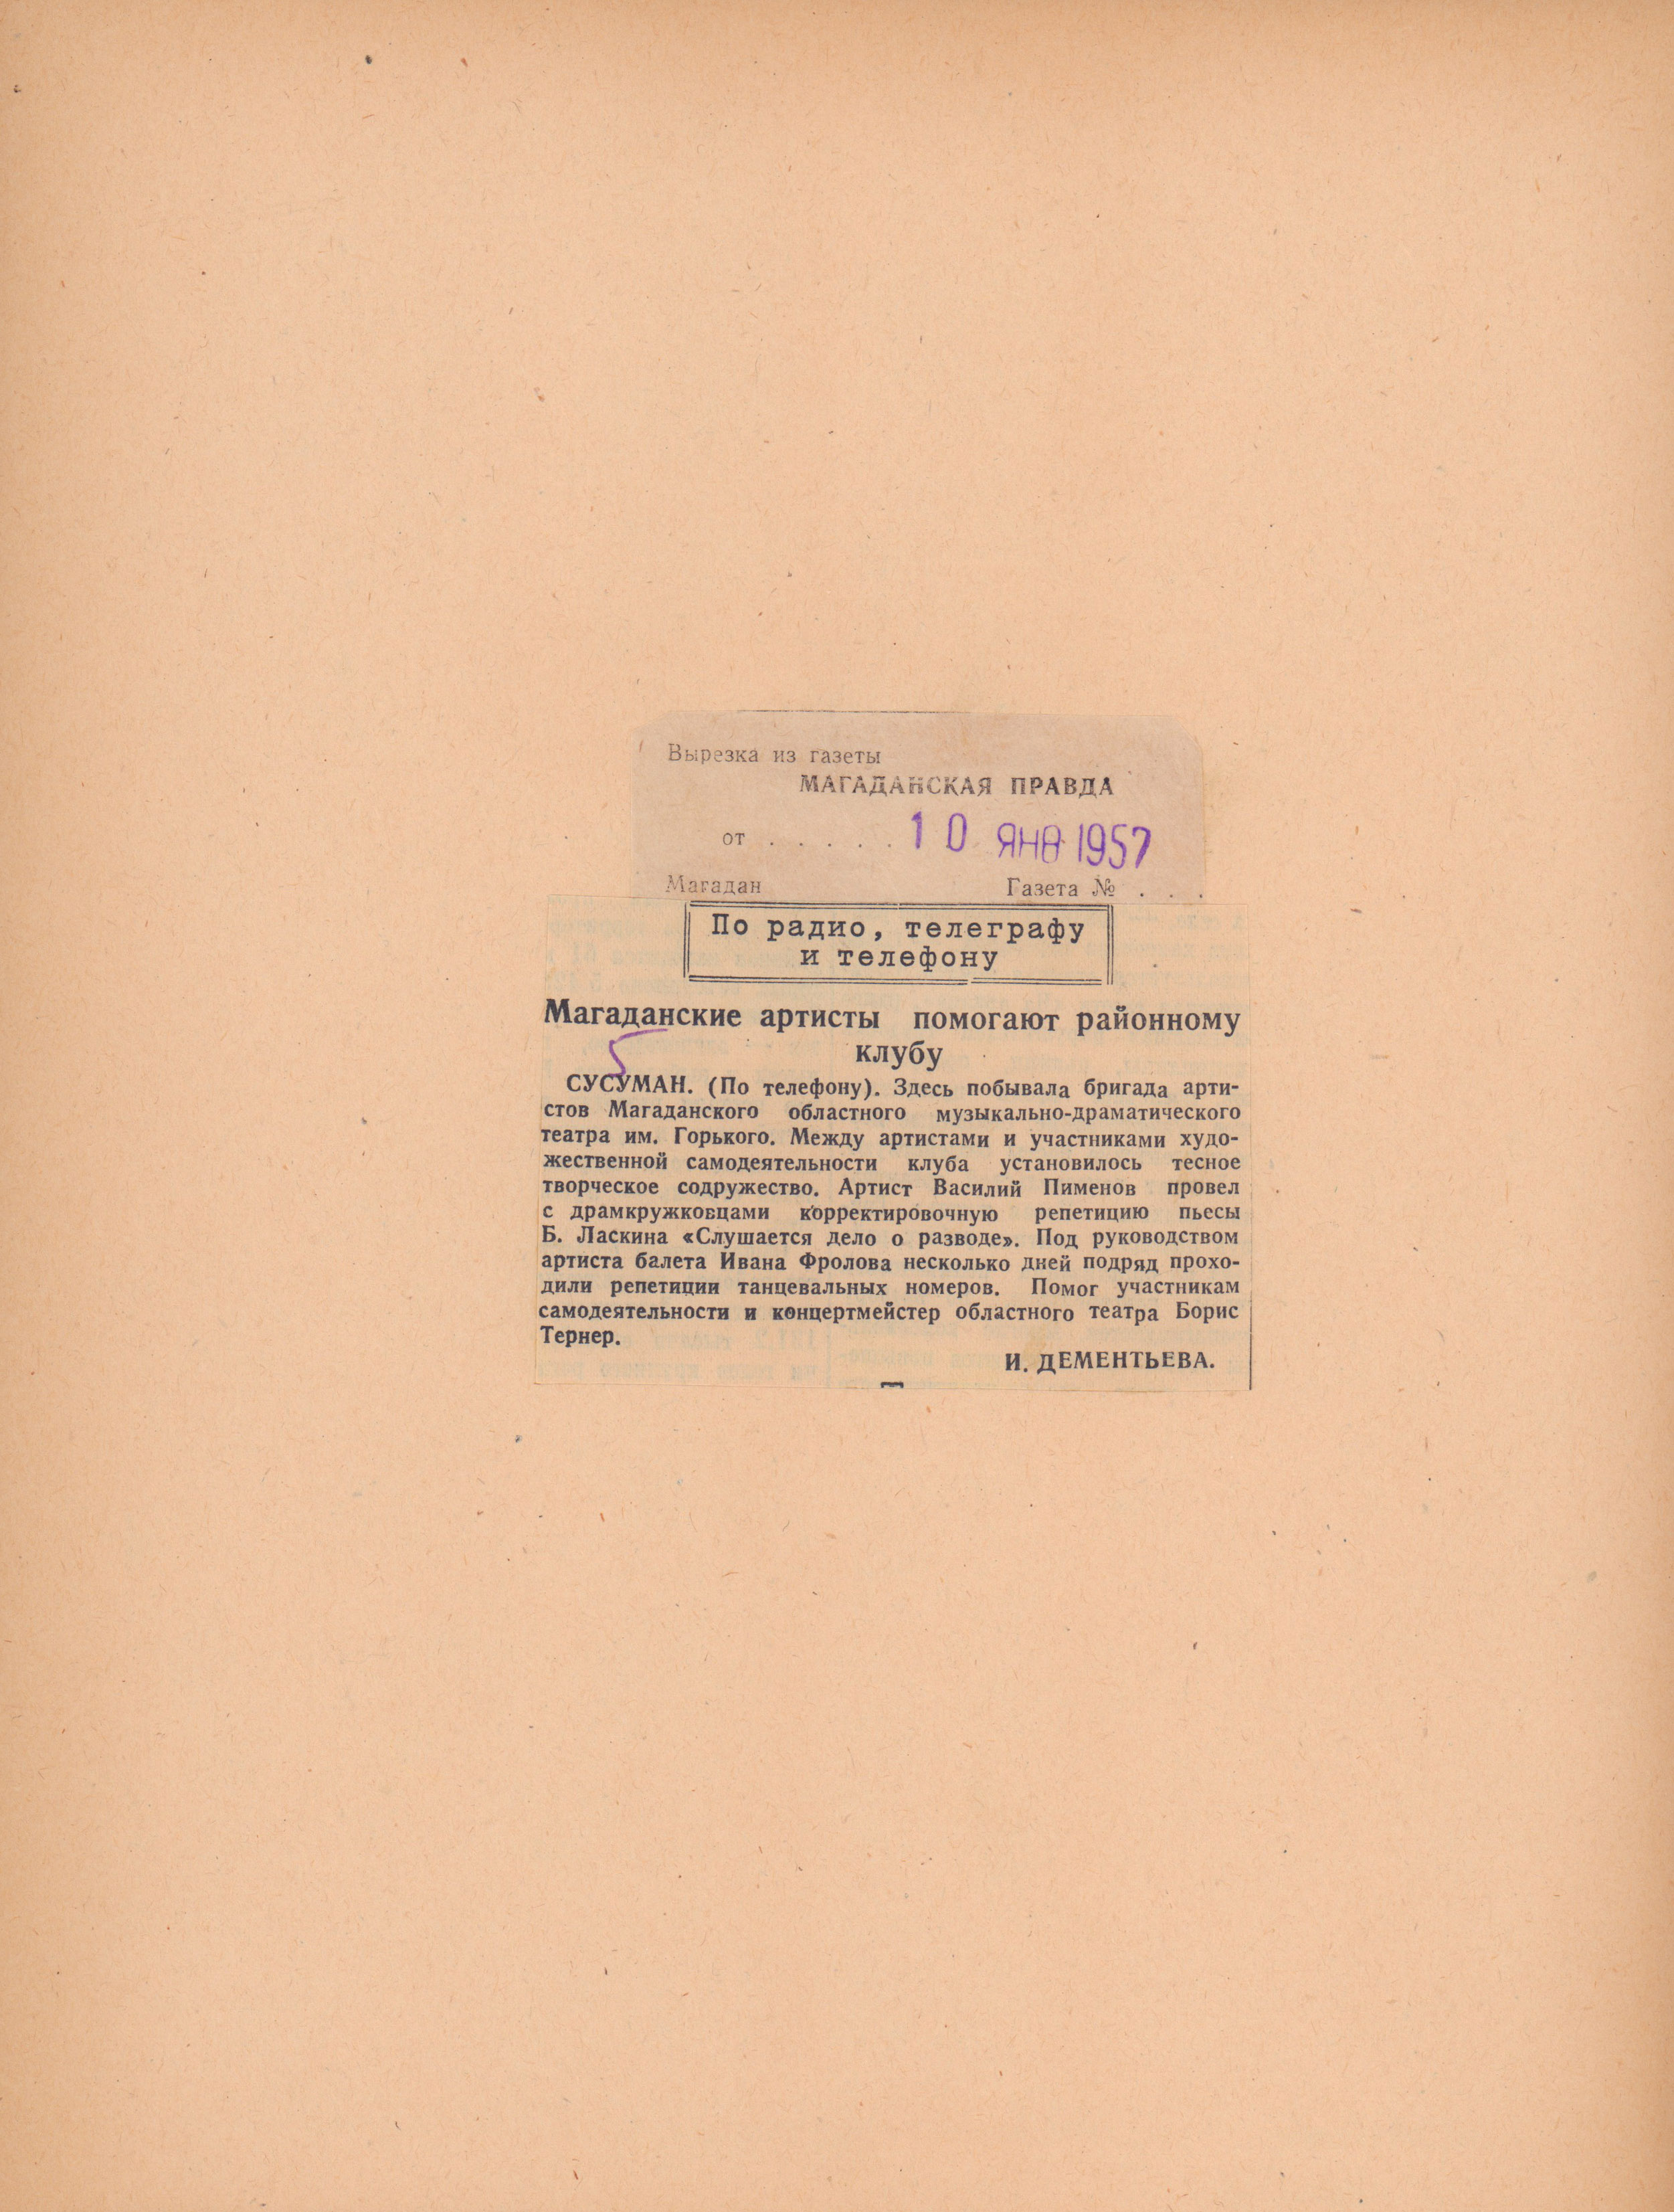 Вырезка из газеты
МАГАДАНСКАЯ ПРАВДА
от . . . . . 10 ЯНВ 1957
Магадан Газета № . . .
По радио, телеграфу
и телефону
Магаданские артисты помогают районному
клубу
5
СУСУМАН. (По телефону). Здесь побывала бригада арти-
стов Магаданского областного музыкально-драматического
театра им. Горького. Между артистами и участниками худо-
жественной самодеятельности клуба установилось тесное
творческое содружество. Артист Василий Пименов провел
с драмкружковцами корректировочную репетицию пьесы
Б. Ласкина «Слушается дело о разводе». Под руководством
артиста балета Ивана Фролова несколько дней подряд прохо-
дили репетиции танцевальных номеров. Помог участникам
самодеятельности и концертмейстер областного театра Борис
Тернер.
И. ДЕМЕНТЬЕВА.